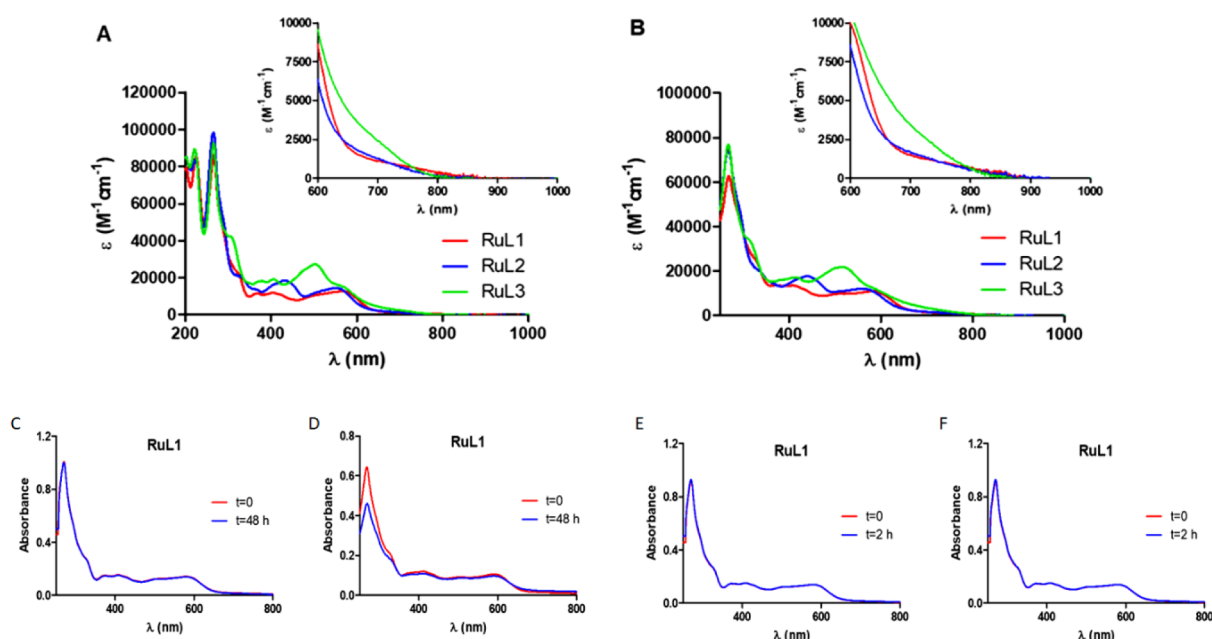 A
ε (M⁻¹cm⁻¹)
120000
100000
80000
60000
40000
20000
0
200 400 600 800 1000
λ (nm)
10000
7500
5000
2500
0
ε (M⁻¹cm⁻¹)
600 700 800 900 1000
λ (nm)
RuL1
RuL2
RuL3
B
ε (M⁻¹cm⁻¹)
100000
80000
60000
40000
20000
0
400 600 800 1000
λ (nm)
10000
7500
5000
2500
0
ε (M⁻¹cm⁻¹)
600 700 800 900 1000
λ (nm)
RuL1
RuL2
RuL3
C
RuL1
Absorbance
1.2
0.8
0.4
0.0
400 600 800
λ (nm)
t=0
t=48 h
D
RuL1
Absorbance
0.8
0.6
0.4
0.2
0.0
400 600 800
λ (nm)
t=0
t=48 h
E
RuL1
Absorbance
1.2
0.8
0.4
0.0
400 600 800
λ (nm)
t=0
t=2 h
F
RuL1
Absorbance
1.2
0.8
0.4
0.0
400 600 800
λ (nm)
t=0
t=2 h